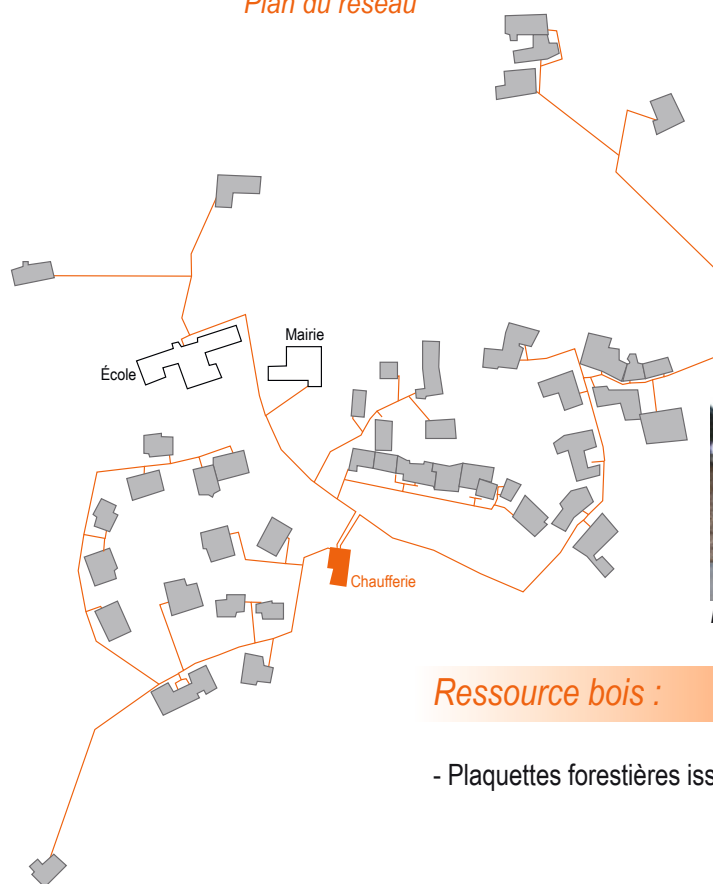 Plan du réseau
Mairie
École
Chaufferie
Ressource bois :
- Plaquettes forestières iss